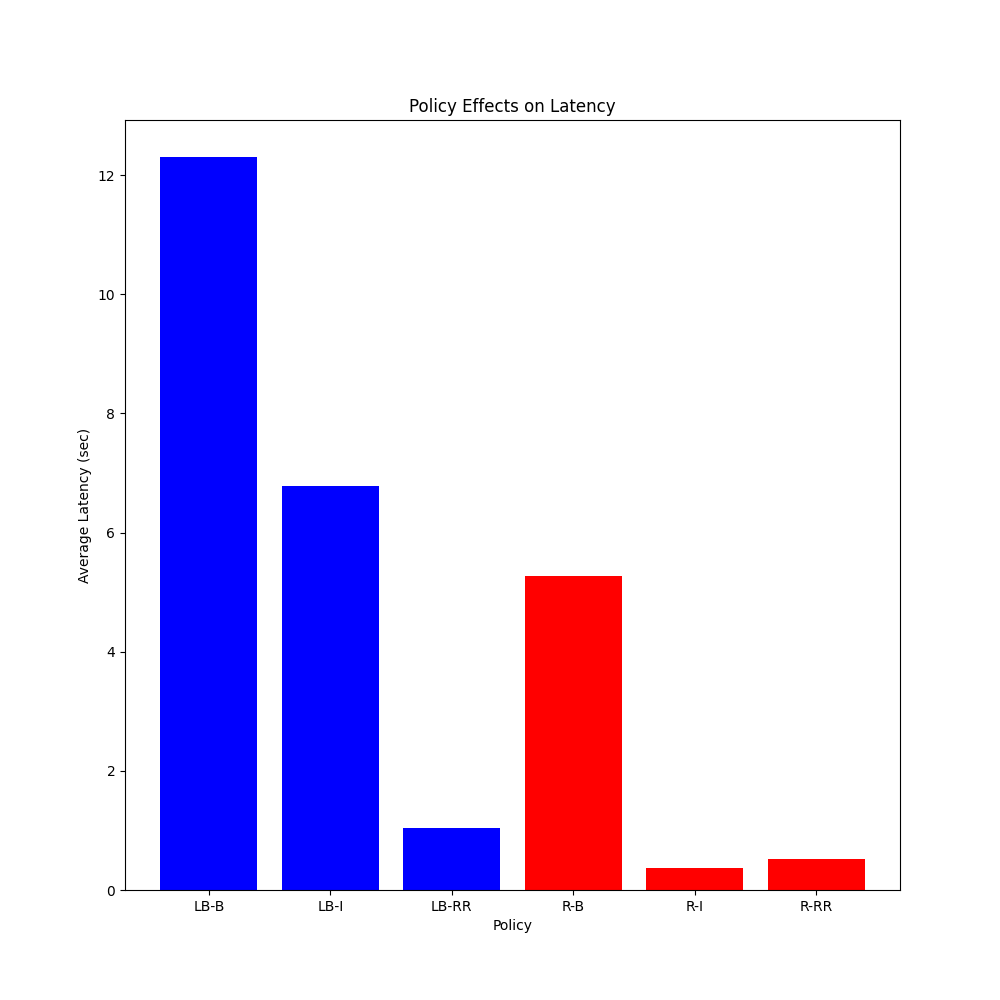 Policy Effects on Latency
12
10
8
6
4
2
0
Average Latency (sec)
LB-B LB-I LB-RR R-B R-I R-RR
Policy